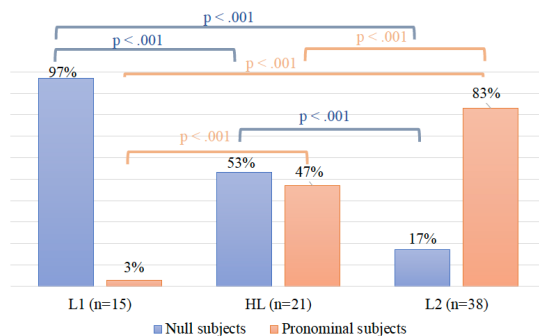 p < .001
p < .001 p < .001
97%
p < .001
83%
p < .001
p < .001
53%
47%
17%
3%
L1 (n=15) HL (n=21) L2 (n=38)
Null subjects Pronominal subjects